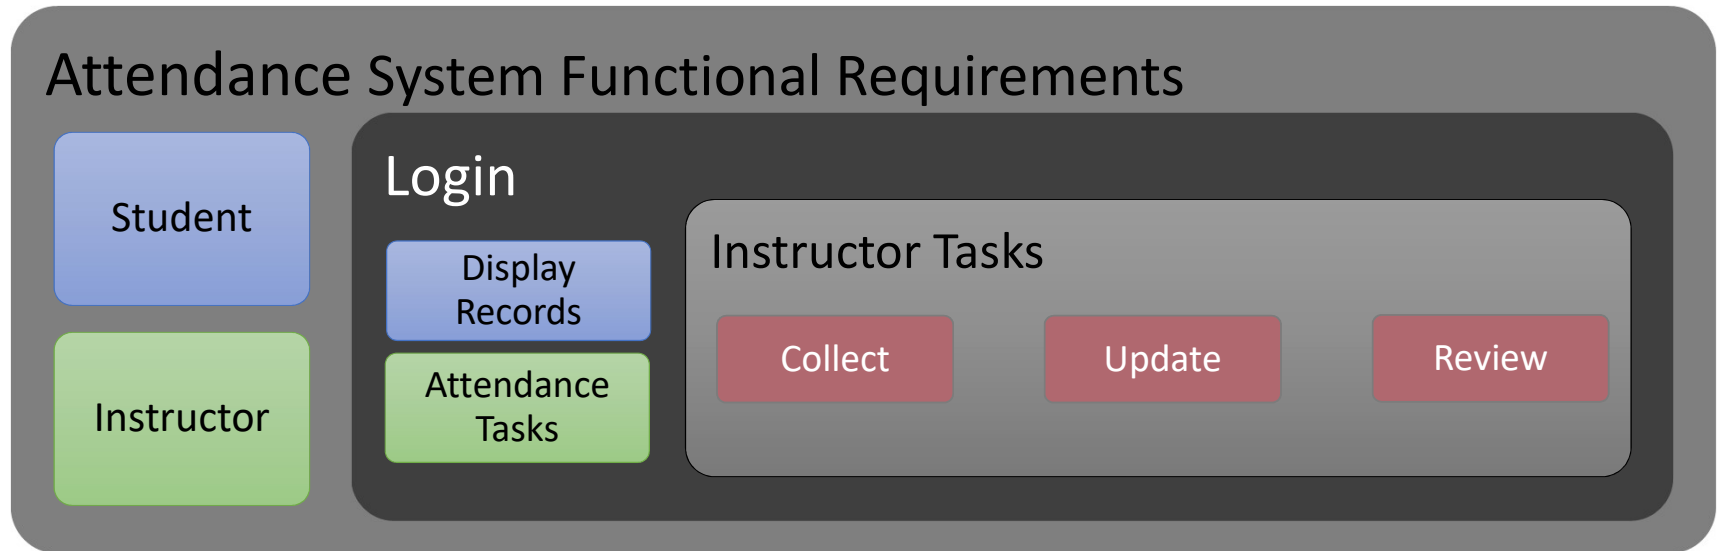 Attendance System Functional Requirements
Student
Instructor
Login
Display
Records
Attendance
Tasks
Instructor Tasks
Collect
Update
Review